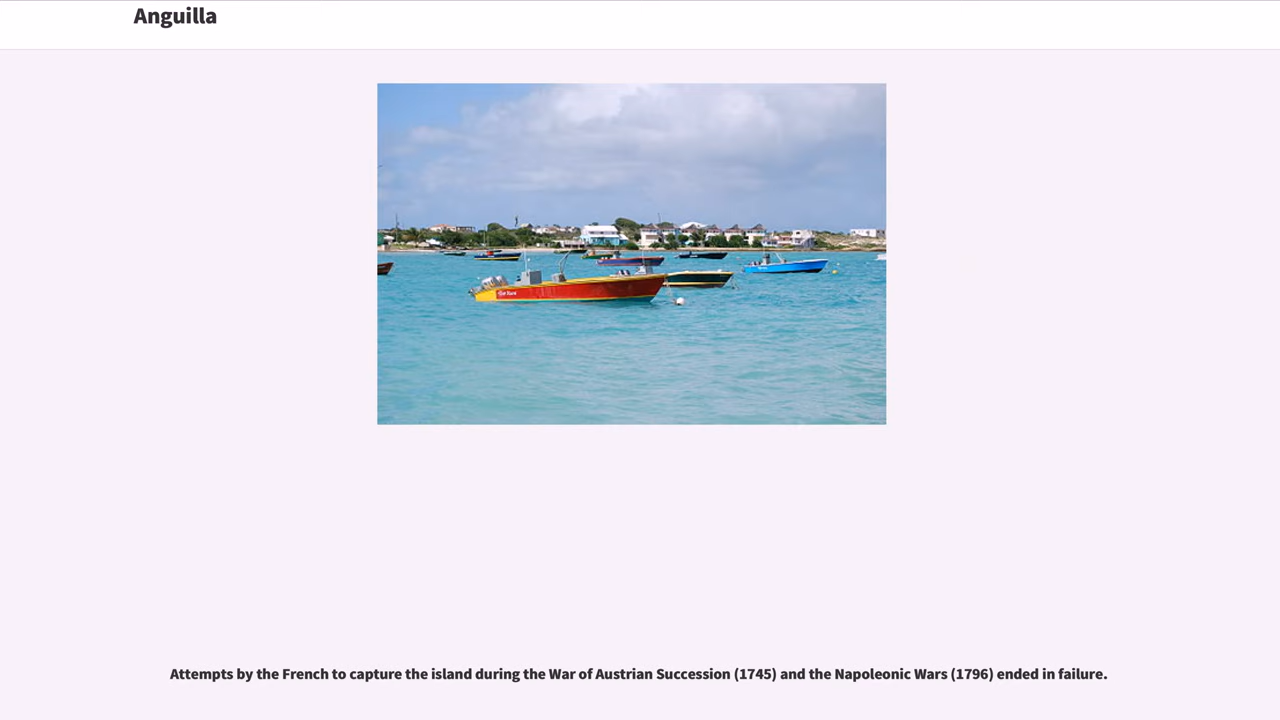 Anguilla
Attempts by the French to capture the island during the War of Austrian Succession (1745) and the Napoleonic Wars (1796) ended in failure.